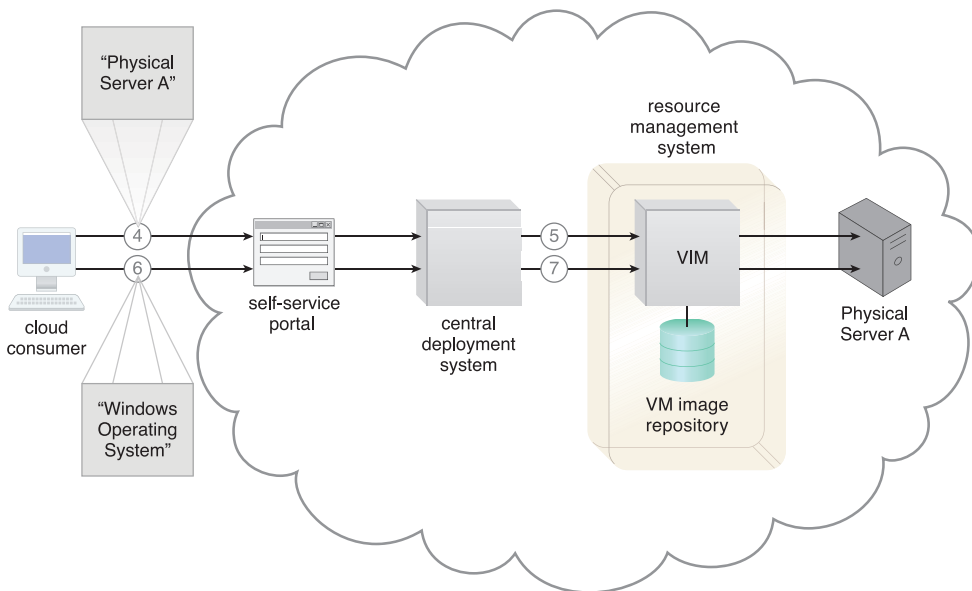 “Physical
Server A”
resource
management
system
4
5
6
7
VIM
self-service
portal
cloud
consumer
central
deployment
system
Physical
Server A
“Windows
Operating
System”
VM image
repository